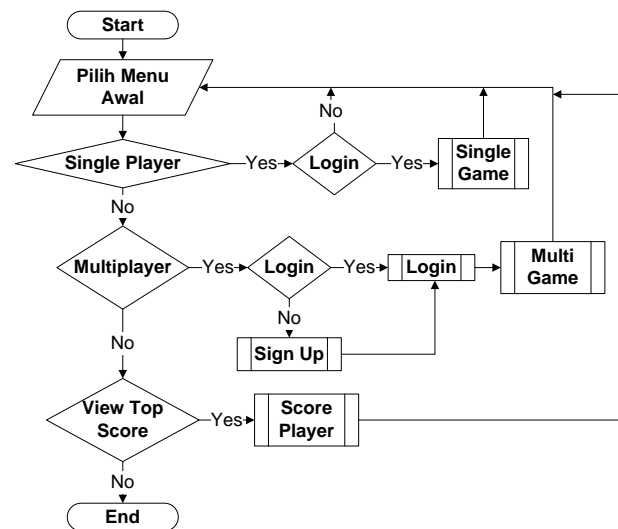 Start
Pilih Menu
Awal
No
Single Player
Yes
Login
Yes
Single
Game
No
Multiplayer
Yes
Login
Yes
Login
Multi
Game
No
No
Sign Up
View Top
Score
Yes
Score
Player
No
End